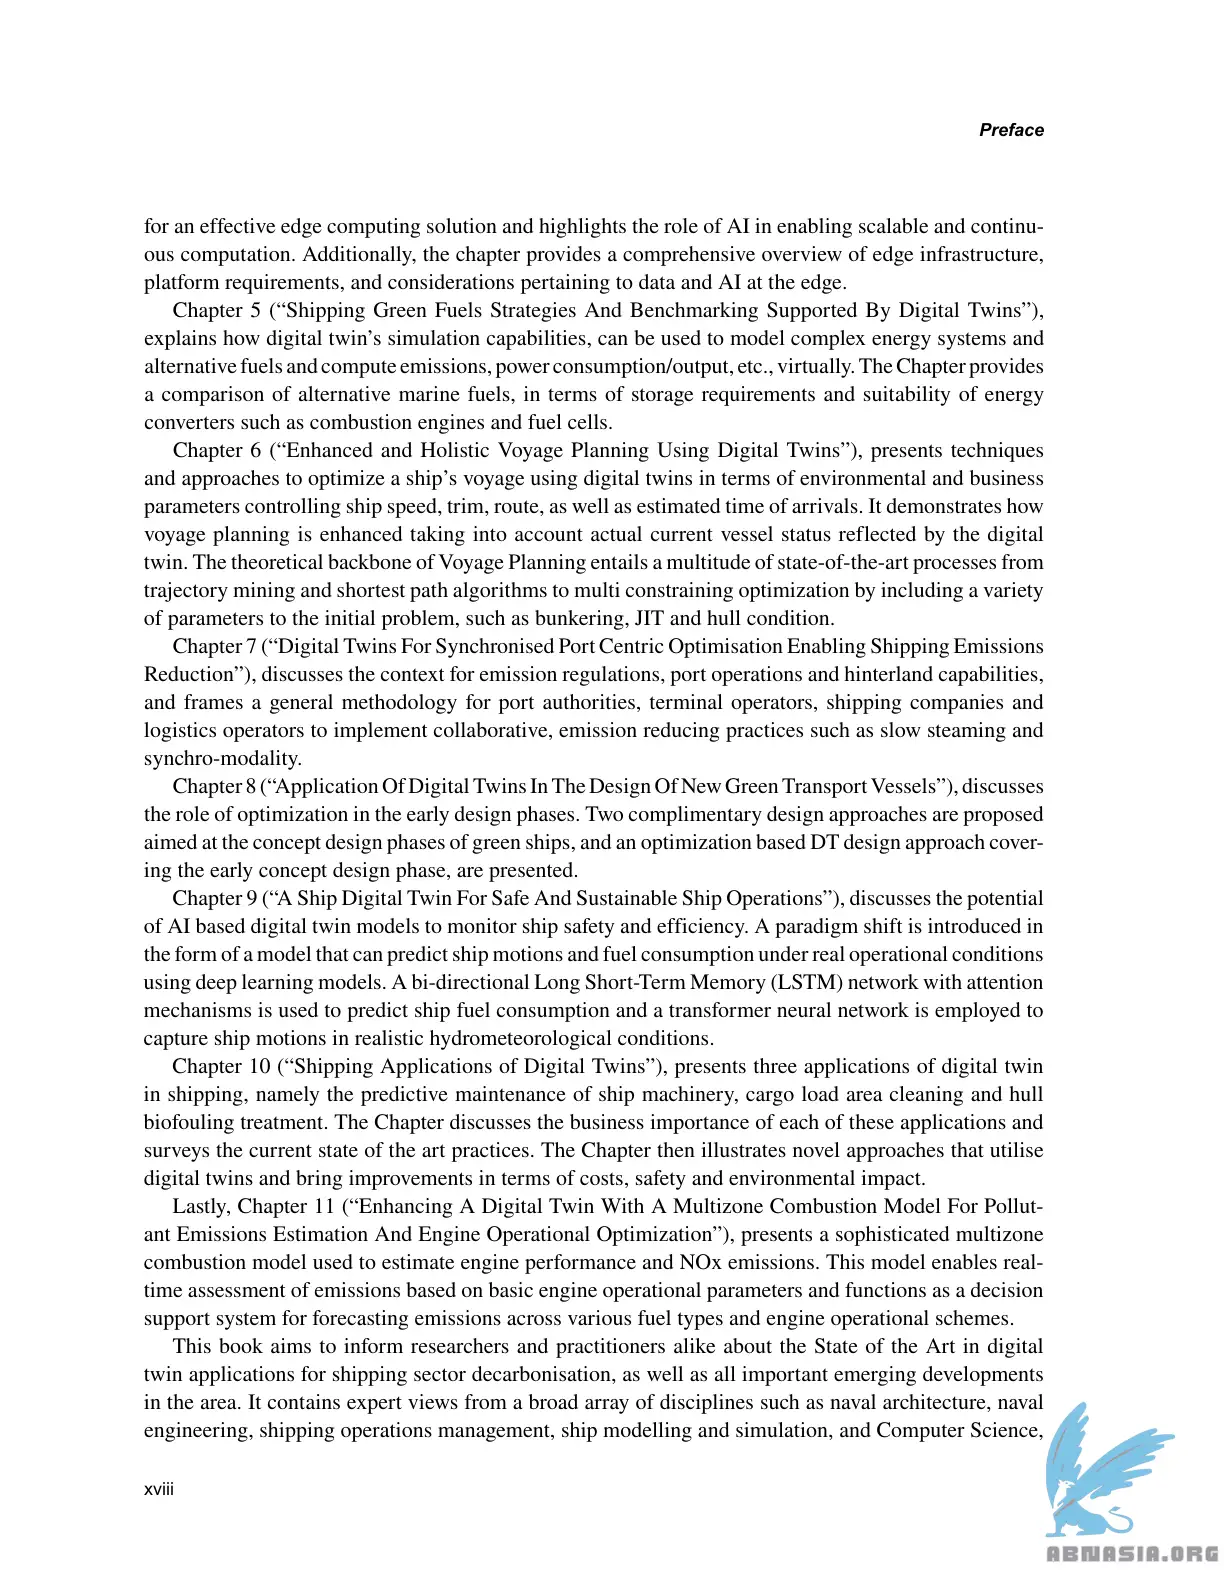 Preface
for an effective edge computing solution and highlights the role of AI in enabling scalable and continu-
ous computation. Additionally, the chapter provides a comprehensive overview of edge infrastructure,
platform requirements, and considerations pertaining to data and AI at the edge.
Chapter 5 (“Shipping Green Fuels Strategies And Benchmarking Supported By Digital Twins”),
explains how digital twin’s simulation capabilities, can be used to model complex energy systems and
alternative fuels and compute emissions, power consumption/output, etc., virtually. The Chapter provides
a comparison of alternative marine fuels, in terms of storage requirements and suitability of energy
converters such as combustion engines and fuel cells.
Chapter 6 (“Enhanced and Holistic Voyage Planning Using Digital Twins”), presents techniques
and approaches to optimize a ship’s voyage using digital twins in terms of environmental and business
parameters controlling ship speed, trim, route, as well as estimated time of arrivals. It demonstrates how
voyage planning is enhanced taking into account actual current vessel status reflected by the digital
twin. The theoretical backbone of Voyage Planning entails a multitude of state-of-the-art processes from
trajectory mining and shortest path algorithms to multi constraining optimization by including a variety
of parameters to the initial problem, such as bunkering, JIT and hull condition.
Chapter 7 (“Digital Twins For Synchronised Port Centric Optimisation Enabling Shipping Emissions
Reduction”), discusses the context for emission regulations, port operations and hinterland capabilities,
and frames a general methodology for port authorities, terminal operators, shipping companies and
logistics operators to implement collaborative, emission reducing practices such as slow steaming and
synchro-modality.
Chapter 8 (“Application Of Digital Twins In The Design Of New Green Transport Vessels”), discusses
the role of optimization in the early design phases. Two complimentary design approaches are proposed
aimed at the concept design phases of green ships, and an optimization based DT design approach cover-
ing the early concept design phase, are presented.
Chapter 9 (“A Ship Digital Twin For Safe And Sustainable Ship Operations”), discusses the potential
of AI based digital twin models to monitor ship safety and efficiency. A paradigm shift is introduced in
the form of a model that can predict ship motions and fuel consumption under real operational conditions
using deep learning models. A bi-directional Long Short-Term Memory (LSTM) network with attention
mechanisms is used to predict ship fuel consumption and a transformer neural network is employed to
capture ship motions in realistic hydrometeorological conditions.
Chapter 10 (“Shipping Applications of Digital Twins”), presents three applications of digital twin
in shipping, namely the predictive maintenance of ship machinery, cargo load area cleaning and hull
biofouling treatment. The Chapter discusses the business importance of each of these applications and
surveys the current state of the art practices. The Chapter then illustrates novel approaches that utilise
digital twins and bring improvements in terms of costs, safety and environmental impact.
Lastly, Chapter 11 (“Enhancing A Digital Twin With A Multizone Combustion Model For Pollut-
ant Emissions Estimation And Engine Operational Optimization”), presents a sophisticated multizone
combustion model used to estimate engine performance and NOx emissions. This model enables real-
time assessment of emissions based on basic engine operational parameters and functions as a decision
support system for forecasting emissions across various fuel types and engine operational schemes.
This book aims to inform researchers and practitioners alike about the State of the Art in digital
twin applications for shipping sector decarbonisation, as well as all important emerging developments
in the area. It contains expert views from a broad array of disciplines such as naval architecture, naval
engineering, shipping operations management, ship modelling and simulation, and Computer Science,
xviii
ABNASIA.ORG